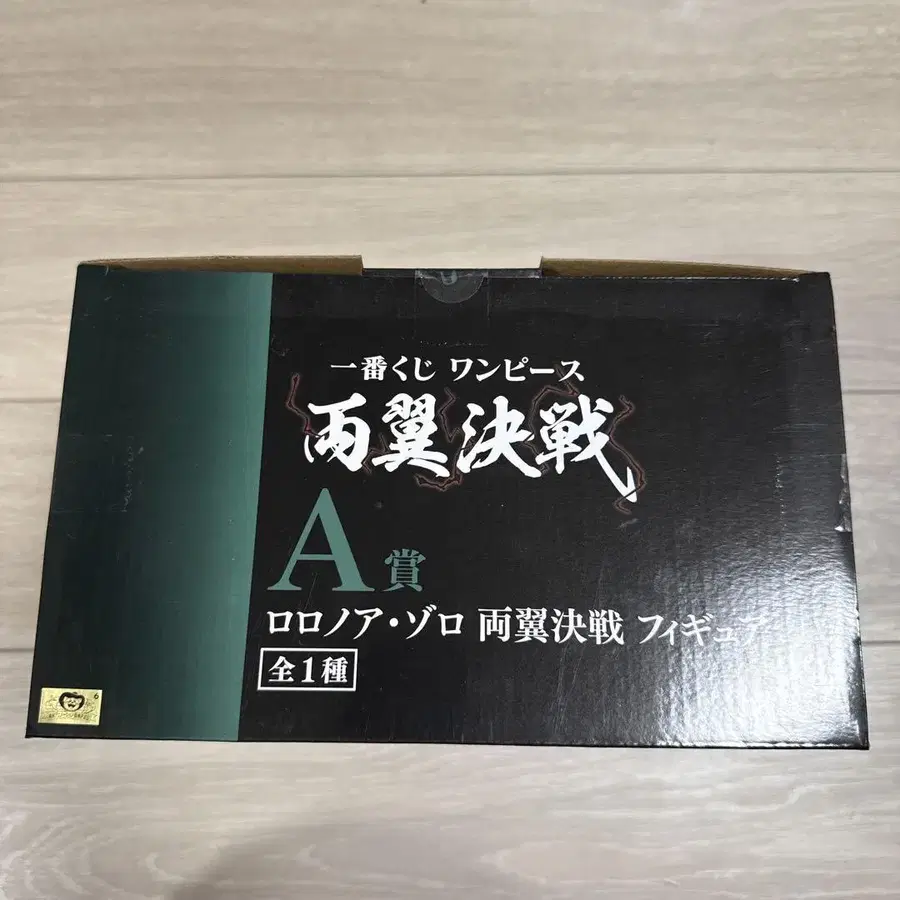 一番くじ ワンピース
両翼決戦
A賞
ロロノア・ゾロ 両翼決戦 フィギュア
全1種